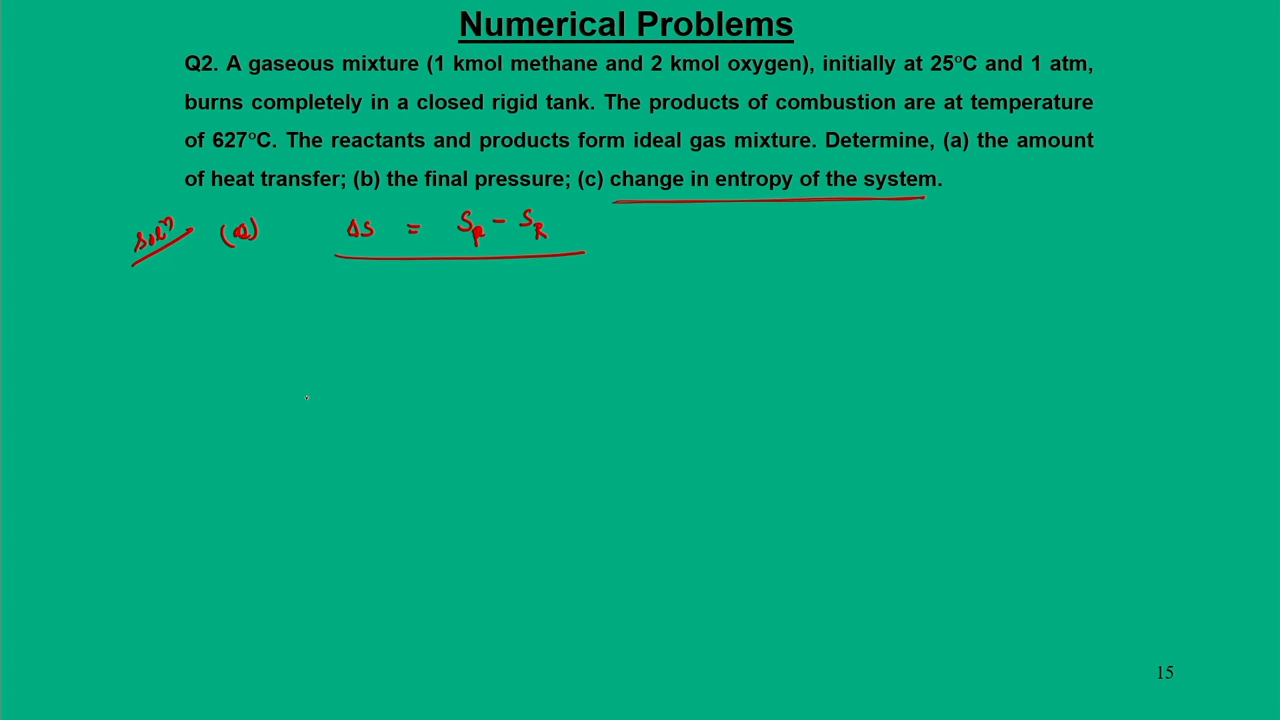 Numerical Problems
Q2. A gaseous mixture (1 kmol methane and 2 kmol oxygen), initially at 25°C and 1 atm,
burns completely in a closed rigid tank. The products of combustion are at temperature
of 627°C. The reactants and products form ideal gas mixture. Determine, (a) the amount
of heat transfer; (b) the final pressure; (c) change in entropy of the system.
Solⁿ ΔS = S_P - S_R
15